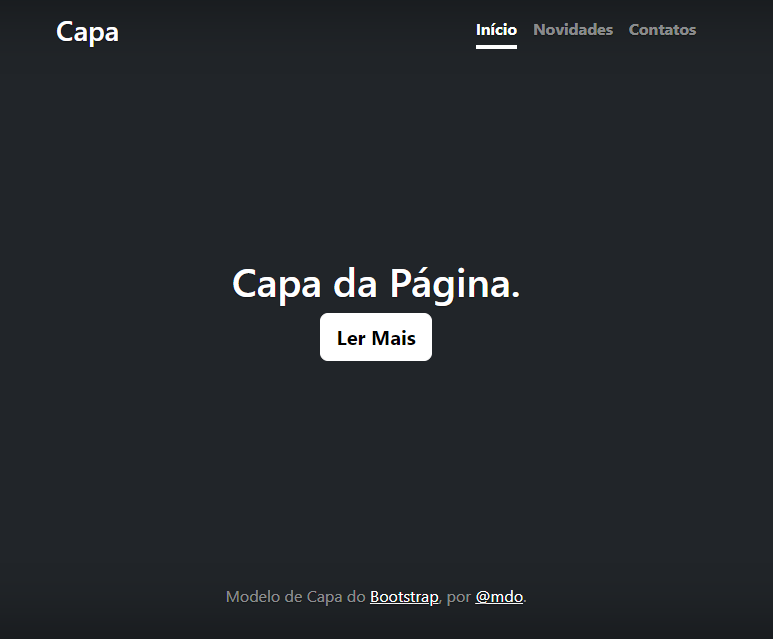 Capa
Início Novidades Contatos
Capa da Página.
Ler Mais
Modelo de Capa do Bootstrap, por @mdo.